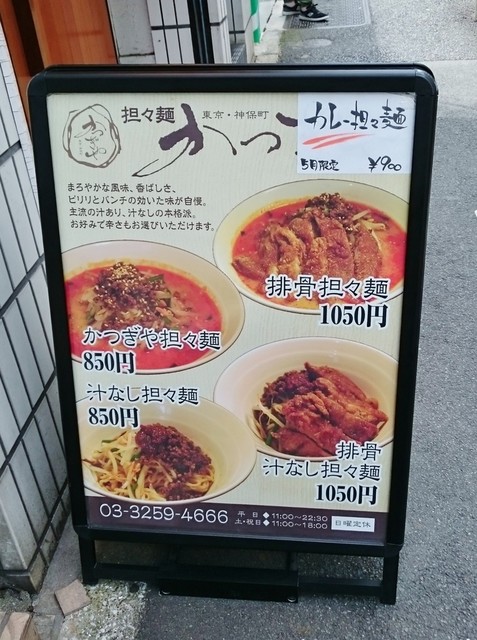 かつぎや
担々麺
東京・神保町
かつ
カレー担々麺
5月限定
¥900
まろやかな風味、香ばしさ、
ピリリとパンチの効いた味が自慢。
主流の汁あり、汁なしの本格派。
お好みで辛さもお選びいただけます。
排骨担々麺
1050円
かつぎや担々麺
850円
汁なし担々麺
850円
排骨
汁なし担々麺
1050円
03-3259-4666
平 日◆11:00～22:30
土・祝日◆11:00～18:00
日曜定休